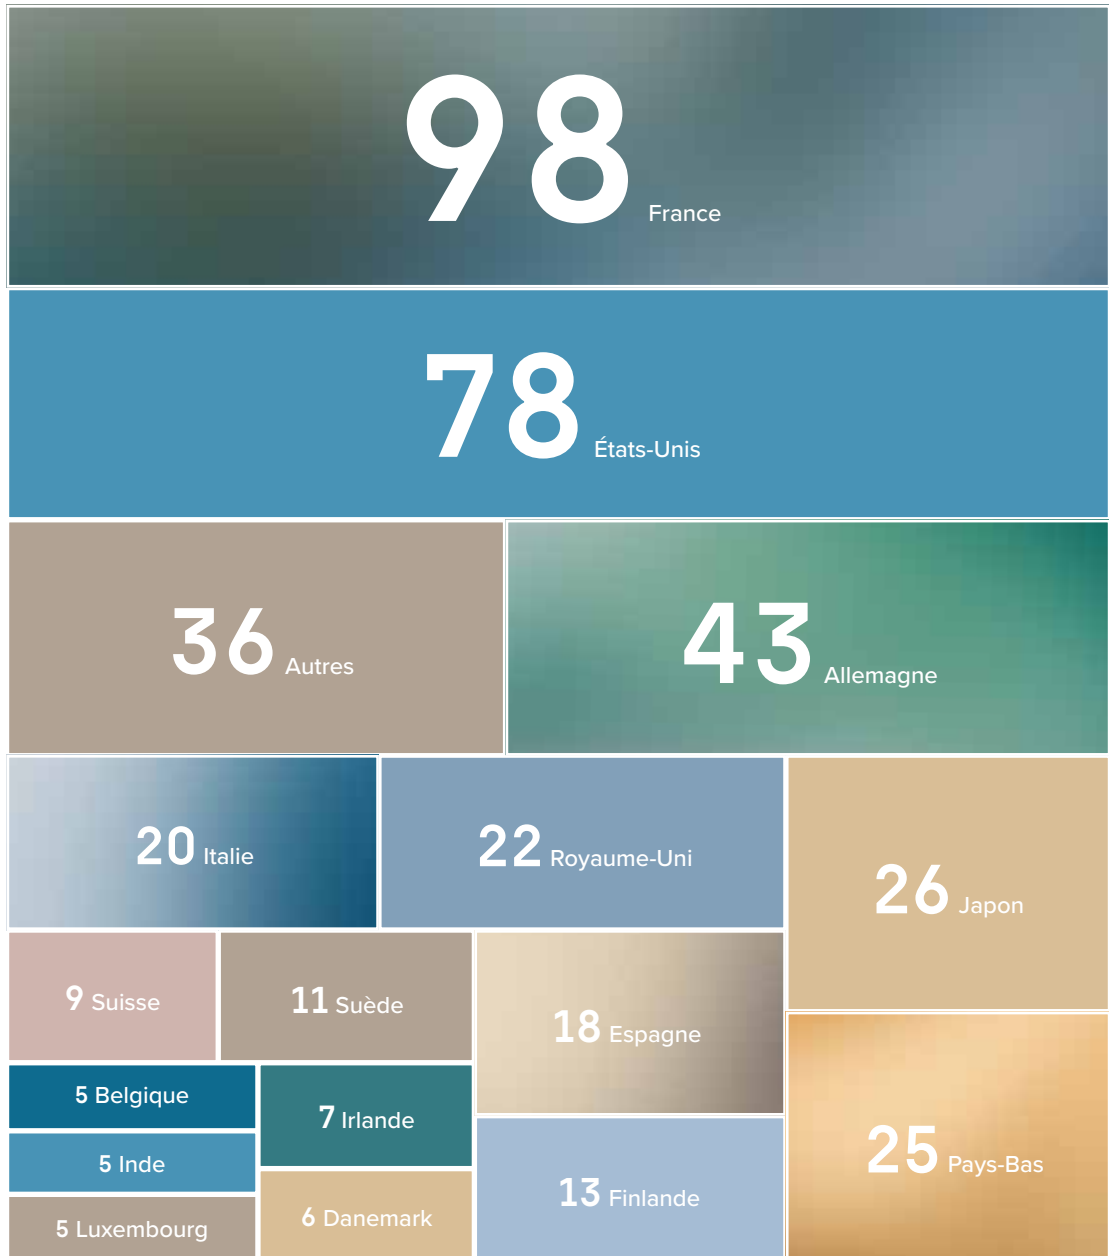 98 France
78 États-Unis
36 Autres
43 Allemagne
20 Italie
22 Royaume-Uni
26 Japon
9 Suisse
11 Suède
18 Espagne
5 Belgique
7 Irlande
5 Inde
25 Pays-Bas
13 Finlande
5 Luxembourg
6 Danemark